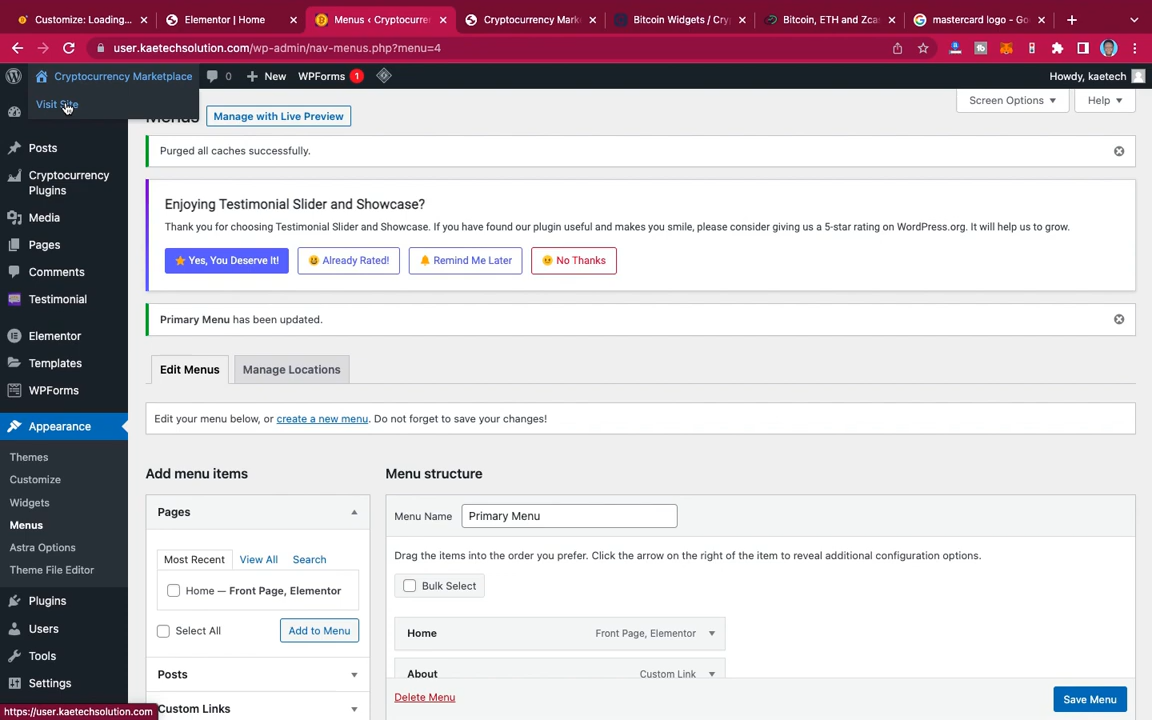 Customize: Loading...
Elementor | Home
Menus ‹ Cryptocurren
Cryptocurrency Mark
Bitcoin Widgets / Cry
Bitcoin, ETH and Zca
mastercard logo - Go
user.kaetechsolution.com/wp-admin/nav-menus.php?menu=4
Cryptocurrency Marketplace
0
New
WPForms 1
Howdy, kaetech
Visit Site
Menus
Manage with Live Preview
Screen Options
Help
Purged all caches successfully.
Posts
Cryptocurrency
Plugins
Media
Pages
Comments
Testimonial
Elementor
Templates
WPForms
Appearance
Themes
Customize
Widgets
Menus
Astra Options
Theme File Editor
Plugins
Users
Tools
Settings
Enjoying Testimonial Slider and Showcase?
Thank you for choosing Testimonial Slider and Showcase. If you have found our plugin useful and makes you smile, please consider giving us a 5-star rating on WordPress.org. It will help us to grow.
Yes, You Deserve It!
Already Rated!
Remind Me Later
No Thanks
Primary Menu has been updated.
Edit Menus
Manage Locations
Edit your menu below, or create a new menu. Do not forget to save your changes!
Add menu items
Pages
Most Recent
View All
Search
Home — Front Page, Elementor
Select All
Add to Menu
Posts
Custom Links
Menu structure
Menu Name
Primary Menu
Drag the items into the order you prefer. Click the arrow on the right of the item to reveal additional configuration options.
Bulk Select
Home
Front Page, Elementor
About
Custom Link
Delete Menu
Save Menu
https://user.kaetechsolution.com